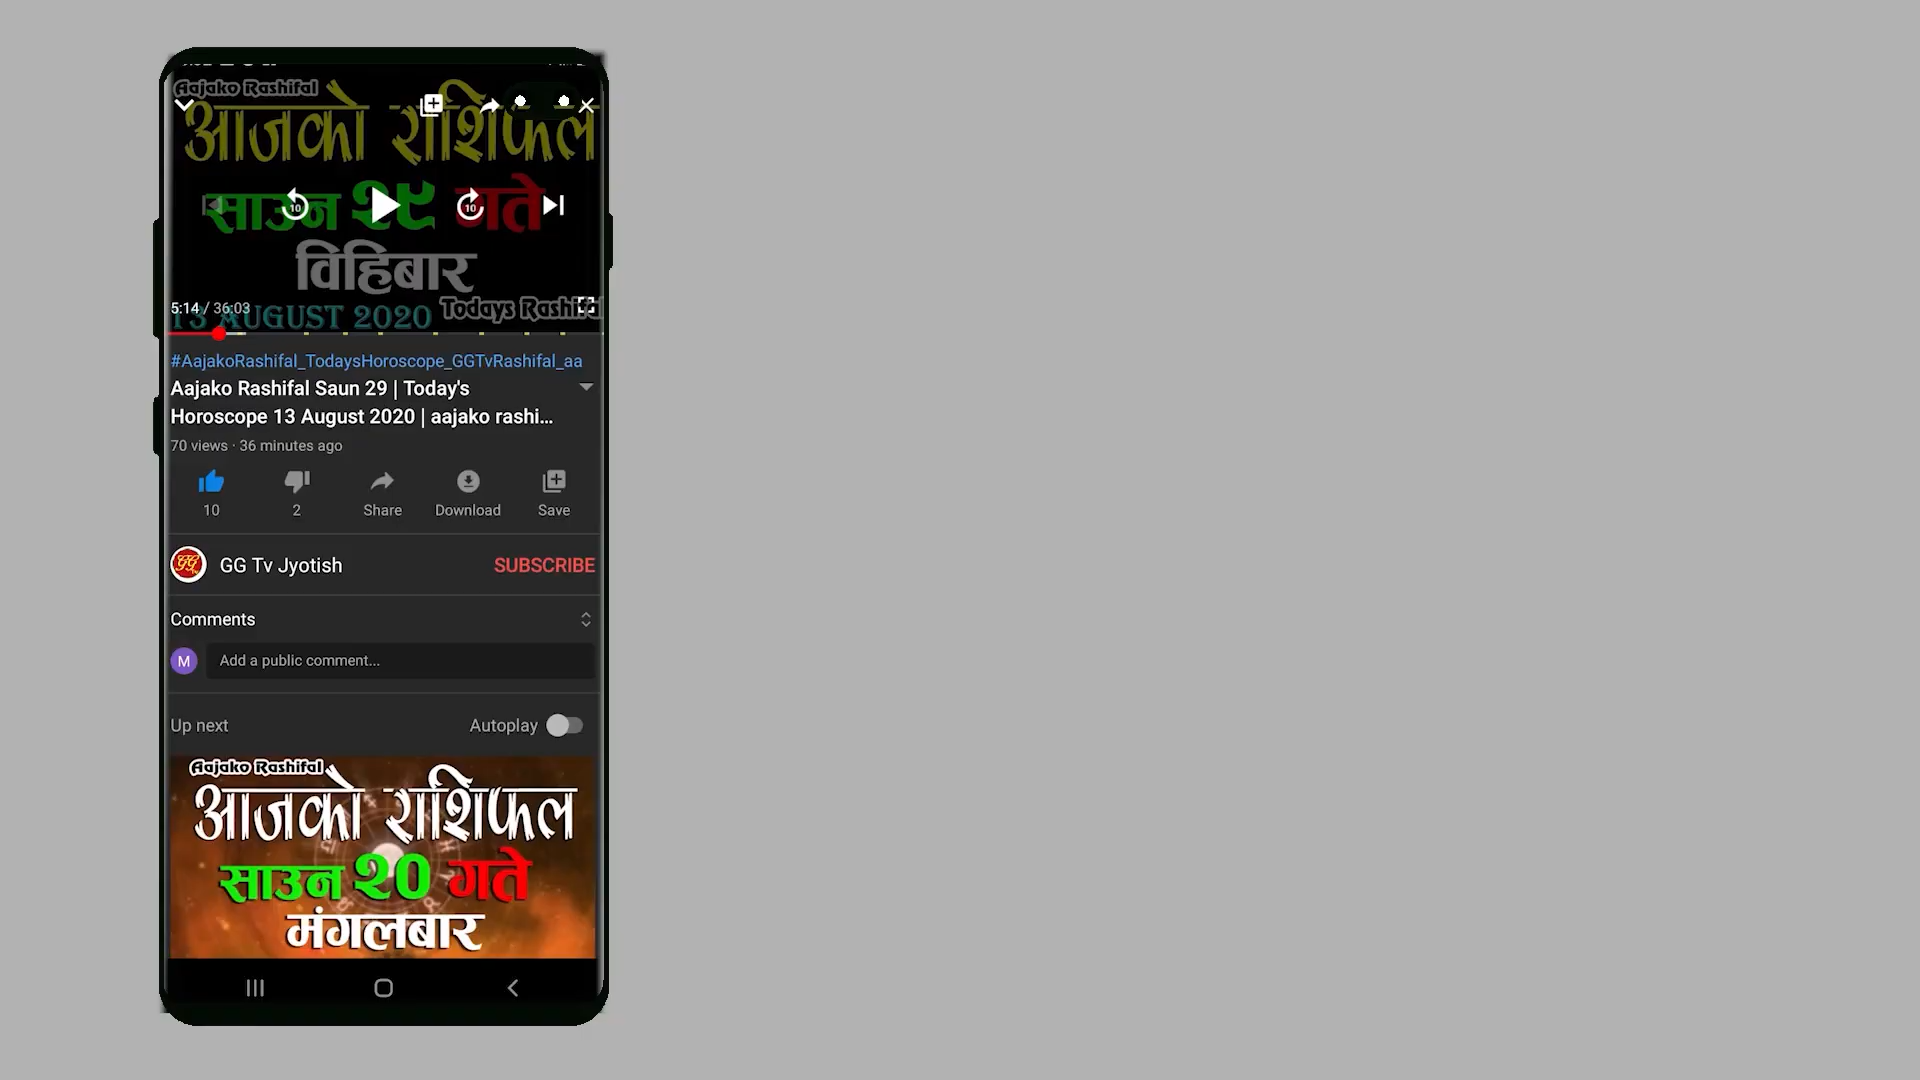 Aajako Rashifal
आजको राशिफल
साउन २९ गते
10
10
विहिबार
5:14 / 36:03
Todays Rashifal
13 AUGUST 2020
#AajakoRashifal_TodaysHoroscope_GGTvRashifal_aa
Aajako Rashifal Saun 29 | Today's
Horoscope 13 August 2020 | aajako rashi...
70 views · 36 minutes ago
10
2
Share
Download
Save
GG Tv Jyotish
SUBSCRIBE
Comments
M
Add a public comment...
Up next
Autoplay
Aajako Rashifal
आजको राशिफल
साउन २० गते
मंगलबार